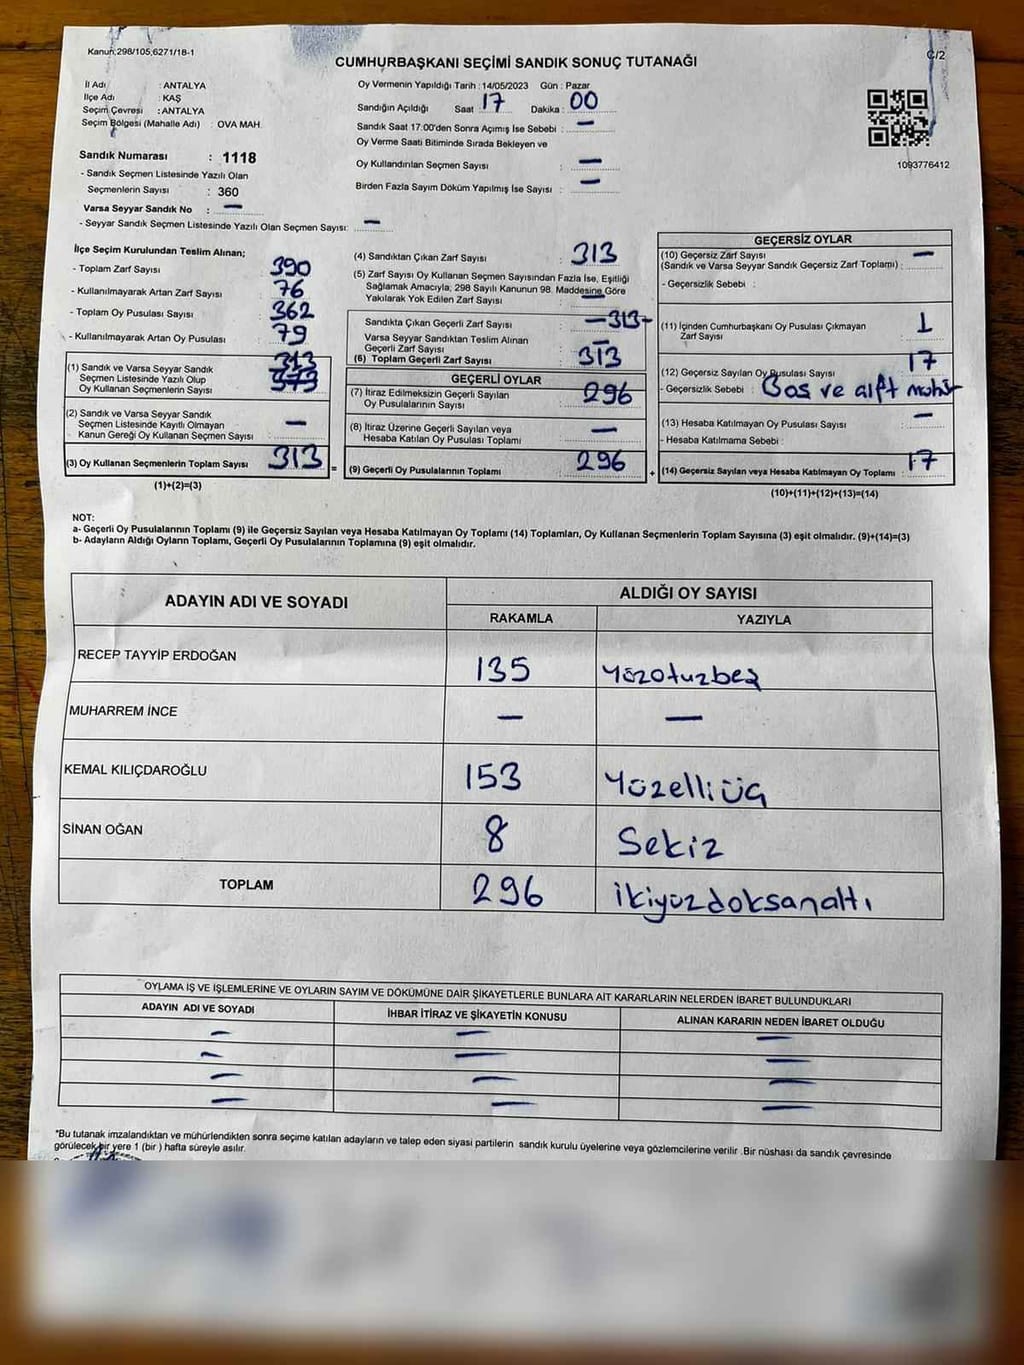 Kanun;298/105;6271/18-1
CUMHURBAŞKANI SEÇİMİ SANDIK SONUÇ TUTANAĞI
C/2
İl Adı : ANTALYA
İlçe Adı : KAŞ
Seçim Çevresi : ANTALYA
Seçim Bölgesi (Mahalle Adı) : OVA MAH.
Sandık Numarası : 1118
- Sandık Seçmen Listesinde Yazılı Olan
Seçmenlerin Sayısı : 360
Varsa Seyyar Sandık No : —
- Seyyar Sandık Seçmen Listesinde Yazılı Olan Seçmen Sayısı: —
Oy Vermenin Yapıldığı Tarih : 14/05/2023 Gün : Pazar
Sandığın Açıldığı Saat 17 Dakika : 00
Sandık Saat 17:00'den Sonra Açımış İse Sebebi : —
Oy Verme Saati Bitiminde Sırada Bekleyen ve
Oy Kullandırılan Seçmen Sayısı : —
Birden Fazla Sayım Döküm Yapılmış İse Sayısı : —
1093776412
İlçe Seçim Kurulundan Teslim Alınan;
- Toplam Zarf Sayısı 390
- Kullanılmayarak Artan Zarf Sayısı 76
- Toplam Oy Pusulası Sayısı 362
- Kullanılmayarak Artan Oy Pusulası 79
(1) Sandık ve Varsa Seyyar Sandık 313
Seçmen Listesinde Yazılı Olup 373
Oy Kullanan Seçmenlerin Sayısı
(2) Sandık ve Varsa Seyyar Sandık
Seçmen Listesinde Kayıtlı Olmayan —
Kanun Gereği Oy Kullanan Seçmen Sayısı
(3) Oy Kullanan Seçmenlerin Toplam Sayısı 313 =
(1)+(2)=(3)
(4) Sandıktan Çıkan Zarf Sayısı : 313
(5) Zarf Sayısı Oy Kullanan Seçmen Sayısından Fazla İse, Eşitliği
Sağlamak Amacıyla, 298 Sayılı Kanunun 98. Maddesine Göre
Yakılarak Yok Edilen Zarf Sayısı —
Sandıkta Çıkan Geçerli Zarf Sayısı —313-
Varsa Seyyar Sandıktan Teslim Alınan
Geçerli Zarf Sayısı —
(6) Toplam Geçerli Zarf Sayısı 313
GEÇERLİ OYLAR
(7) İtiraz Edilmeksizin Geçerli Sayılan 296
Oy Pusulalarının Sayısı
(8) İtiraz Üzerine Geçerli Sayılan veya —
Hesaba Katılan Oy Pusulası Toplamı
(9) Geçerli Oy Pusulalarının Toplamı 296 +
GEÇERSİZ OYLAR
(10) Geçersiz Zarf Sayısı —
(Sandık ve Varsa Seyyar Sandık Geçersiz Zarf Toplamı) :
- Geçersizlik Sebebi :
(11) İçinden Cumhurbaşkanı Oy Pusulası Çıkmayan 1
Zarf Sayısı :
(12) Geçersiz Sayılan Oy Pusulası Sayısı 17
- Geçersizlik Sebebi : Boş ve çift mühür
(13) Hesaba Katılmayan Oy Pusulası Sayısı —
- Hesaba Katılmama Sebebi :
(14) Geçersiz Sayılan veya Hesaba Katılmayan Oy Toplamı : 17
(10)+(11)+(12)+(13)=(14)
NOT:
a- Geçerli Oy Pusulalarının Toplamı (9) ile Geçersiz Sayılan veya Hesaba Katılmayan Oy Toplamı (14) Toplamları, Oy Kullanan Seçmenlerin Toplam Sayısına (3) eşit olmalıdır. (9)+(14)=(3)
b- Adayların Aldığı Oyların Toplamı, Geçerli Oy Pusulalarının Toplamına (9) eşit olmalıdır.
ADAYIN ADI VE SOYADI ALDIĞI OY SAYISI
RAKAMLA YAZIYLA
RECEP TAYYİP ERDOĞAN 135 Yüzotuzbeş
MUHARREM İNCE — —
KEMAL KILIÇDAROĞLU 153 Yüzelliüç
SİNAN OĞAN 8 Sekiz
TOPLAM 296 ikiyüzdoksanaltı
OYLAMA İŞ VE İŞLEMLERİNE VE OYLARIN SAYIM VE DÖKÜMÜNE DAİR ŞİKAYETLERLE BUNLARA AİT KARARLARIN NELERDEN İBARET BULUNDUKLARI
ADAYIN ADI VE SOYADI İHBAR İTİRAZ VE ŞİKAYETİN KONUSU ALINAN KARARIN NEDEN İBARET OLDUĞU
— — —
— — —
— — —
— — —
*Bu tutanak imzalandıktan ve mühürlendikten sonra seçime katılan adayların ve talep eden siyasi partilerin sandık kurulu üyelerine veya gözlemcilerine verilir .Bir nüshası da sandık çevresinde
görülecek bir yere 1 (bir ) hafta süreyle asılır.